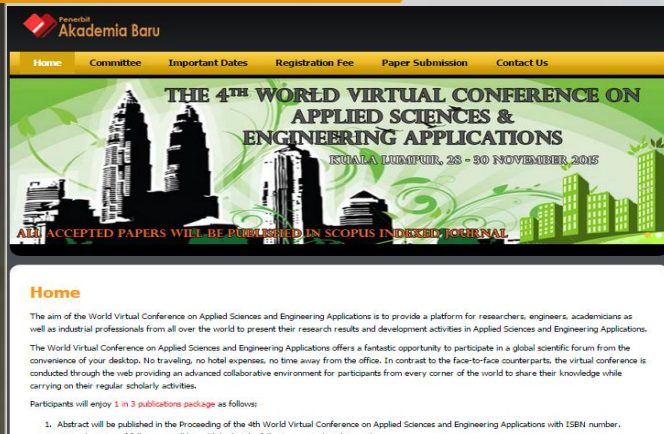 Penerbit
Akademia Baru
Home Committee Important Dates Registration Fee Paper Submission Contact Us
THE 4TH WORLD VIRTUAL CONFERENCE ON
APPLIED SCIENCES &
ENGINEERING APPLICATIONS
KUALA LUMPUR, 28 - 30 NOVEMBER 2015
ALL ACCEPTED PAPERS WILL BE PUBLISHED IN SCOPUS INDEXED JOURNAL
Home
The aim of the World Virtual Conference on Applied Sciences and Engineering Applications is to provide a platform for researchers, engineers, academicians as
well as industrial professionals from all over the world to present their research results and development activities in Applied Sciences and Engineering Applications.
The World Virtual Conference on Applied Sciences and Engineering Applications offers a fantastic opportunity to participate in a global scientific forum from the
convenience of your desktop. No traveling, no hotel expenses, no time away from the office. In contrast to the face-to-face counterparts, the virtual conference is
conducted through the web providing an advanced collaborative environment for participants from every corner of the world to share their knowledge while
carrying on their regular scholarly activities.
Participants will enjoy 1 in 3 publications package as follows;
1. Abstract will be published in the Proceeding of the 4th World Virtual Conference on Applied Sciences and Engineering Applications with ISBN number.